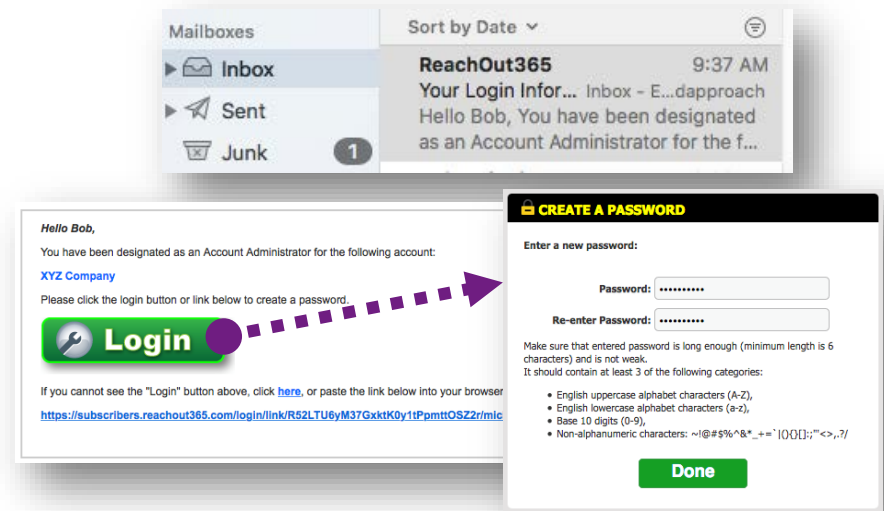 Mailboxes
Inbox
Sent
Junk
1
Sort by Date
ReachOut365 9:37 AM
Your Login Infor... Inbox - E...dapproach
Hello Bob, You have been designated
as an Account Administrator for the f...
Hello Bob,
You have been designated as an Account Administrator for the following account:
XYZ Company
Please click the login button or link below to create a password.
Login
If you cannot see the "Login" button above, click here, or paste the link below into your browser
https://subscribers.reachout365.com/login/link/R52LTU6yM37GxktK0y1tPpmttOSZ2r/mic
CREATE A PASSWORD
Enter a new password:
Password: ••••••••••
Re-enter Password: ••••••••••
Make sure that entered password is long enough (minimum length is 6
characters) and is not weak.
It should contain at least 3 of the following categories:
• English uppercase alphabet characters (A-Z),
• English lowercase alphabet characters (a-z),
• Base 10 digits (0-9),
• Non-alphanumeric characters: ~!@#$%^&*_-+=`|(){}[]:;"'<>,.?/
Done